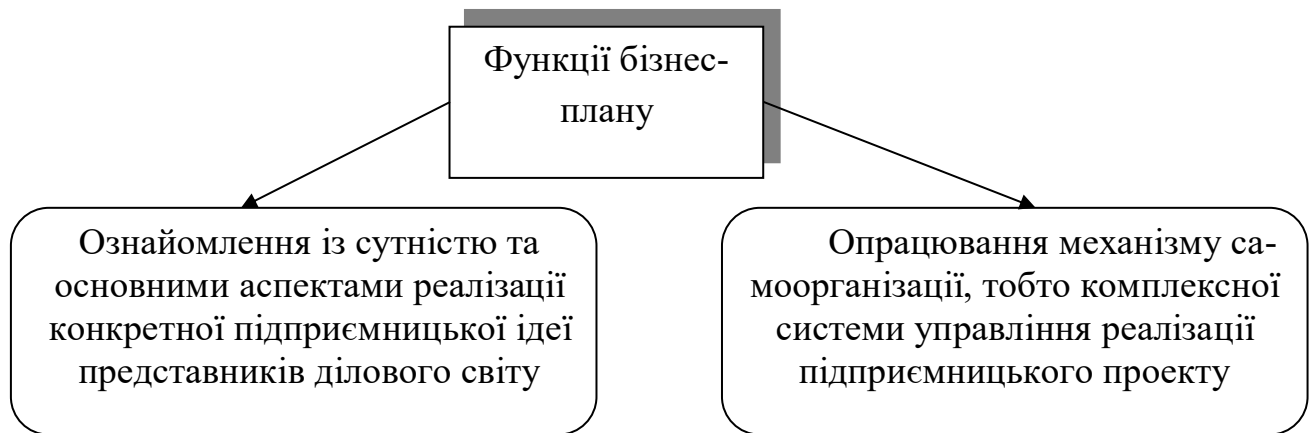 Функції бізнес-
плану
Ознайомлення із сутністю та
основними аспектами реалізації
конкретної підприємницької ідеї
представників ділового світу
Опрацювання механізму са-
моорганізації, тобто комплексної
системи управління реалізації
підприємницького проекту